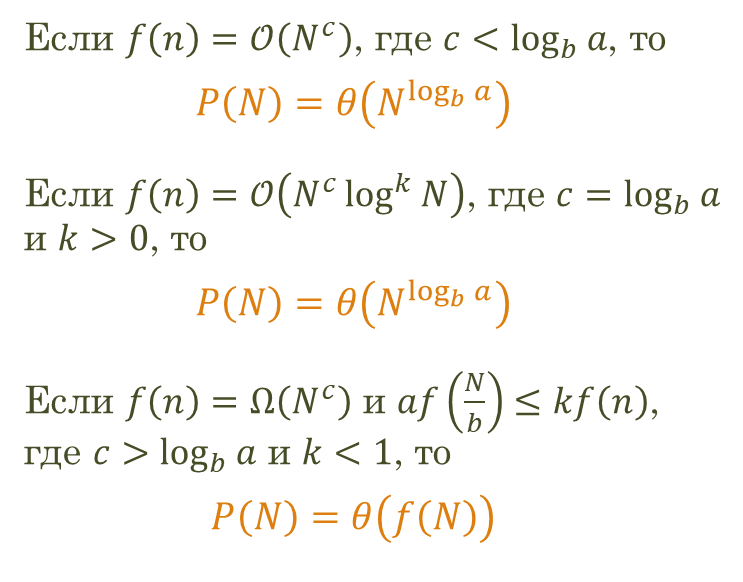 Если f(n) = 𝒪(N^c), где c < log_b a, то
P(N) = θ(N^{log_b a})
Если f(n) = 𝒪(N^c log^k N), где c = log_b a
и k > 0, то
P(N) = θ(N^{log_b a})
Если f(n) = Ω(N^c) и af(N/b) ≤ kf(n),
где c > log_b a и k < 1, то
P(N) = θ(f(N))